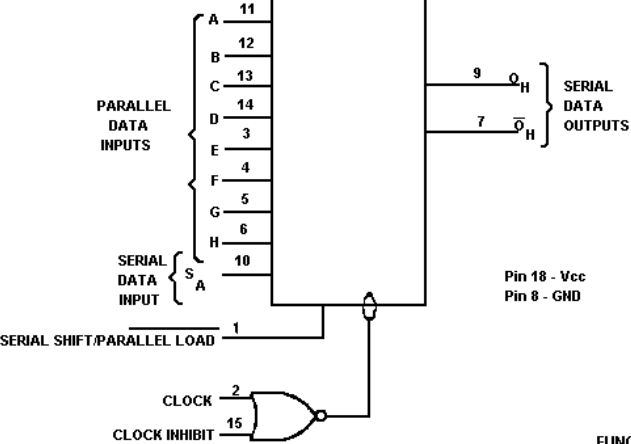 A 11
B 12
C 13
D 14
E 3
F 4
G 5
H 6
PARALLEL
DATA
INPUTS
SERIAL
DATA
INPUT
S A 10
9 QH
7 Q̅H
SERIAL
DATA
OUTPUTS
Pin 18 - Vcc
Pin 8 - GND
SERIAL SHIFT/PARALLEL LOAD 1
CLOCK 2
CLOCK INHIBIT 15